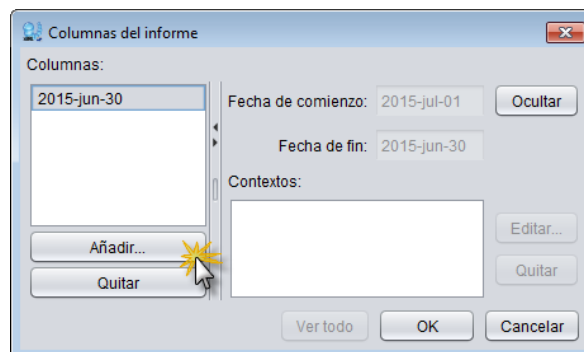 Columnas del informe
Columnas:
2015-jun-30
Añadir...
Quitar
Fecha de comienzo: 2015-jul-01 Ocultar
Fecha de fin: 2015-jun-30
Contextos:
Editar...
Quitar
Ver todo OK Cancelar